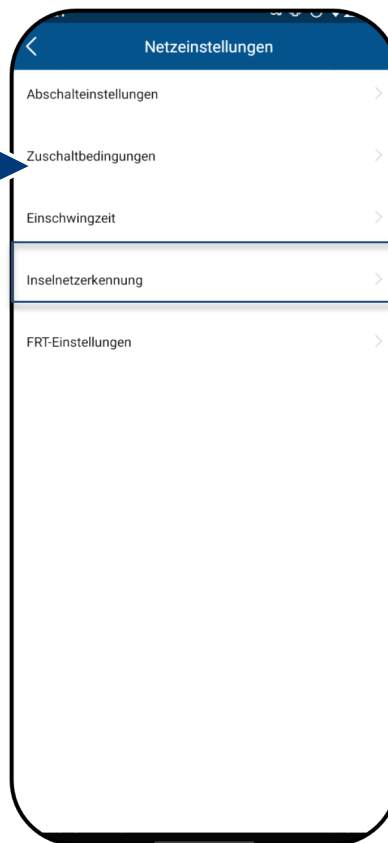 Netzeinstellungen
Abschalteinstellungen
Zuschaltbedingungen
Einschwingzeit
Inselnetzerkennung
FRT-Einstellungen